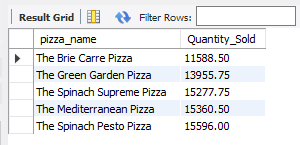 Result Grid Filter Rows:
pizza_name Quantity_Sold
The Brie Carre Pizza 11588.50
The Green Garden Pizza 13955.75
The Spinach Supreme Pizza 15277.75
The Mediterranean Pizza 15360.50
The Spinach Pesto Pizza 15596.00